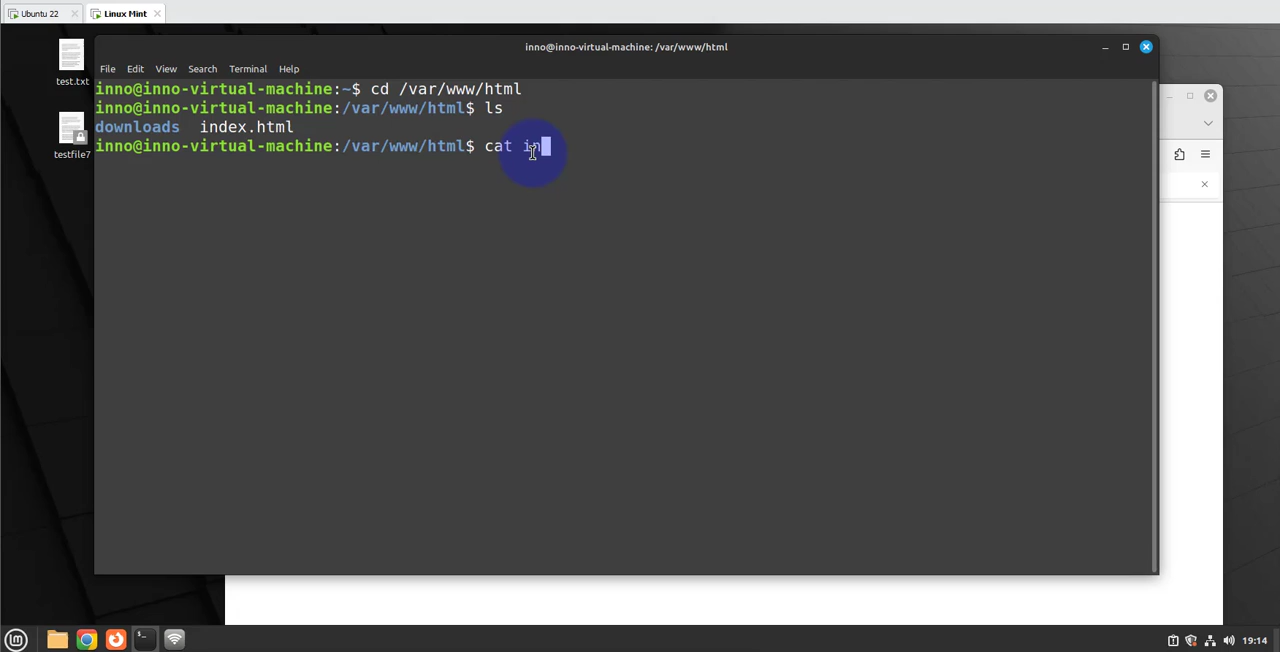 Ubuntu 22
Linux Mint
test.txt
testfile7
inno@inno-virtual-machine: /var/www/html
File Edit View Search Terminal Help
inno@inno-virtual-machine:~$ cd /var/www/html
inno@inno-virtual-machine:/var/www/html$ ls
downloads index.html
inno@inno-virtual-machine:/var/www/html$ cat in
19:14